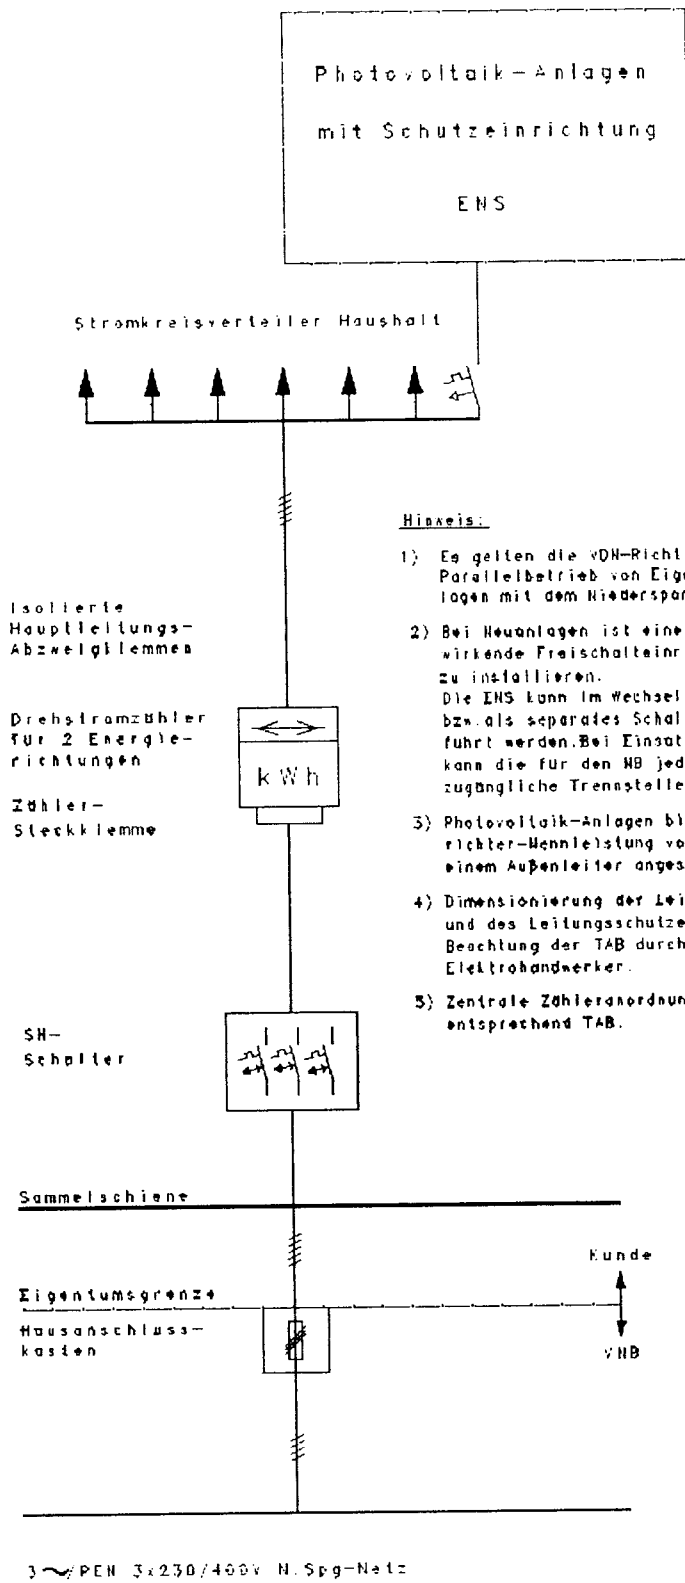 Photovoltaik-Anlagen
mit Schutzeinrichtung
ENS
Stromkreisverteiler Haushalt
Hinweis:
1) Es gelten die VDN-Richt
Parallelbetrieb von Eig
lagen mit dem Niederspan
2) Bei Neuanlagen ist eine
wirkende Freischalteinr
zu installieren.
Die ENS kann im Wechsel
bzw. als separates Schal
führt werden. Bei Einsat
kann die für den NB jed
zugängliche Trennstelle
3) Photovoltaik-Anlagen bi
richter-Nennleistung vo
einem Außenleiter anges
4) Dimensionierung der Lei
und des Leitungsschutze
Beachtung der TAB durch
Elektrohandwerker.
5) Zentrale Zähleranordnun
entsprechend TAB.
Isolierte
Hauptleitungs-
Abzweigklemmen
Drehstromzähler
für 2 Energie-
richtungen
Zähler-
Steckklemme
kWh
SH-
Schalter
Sammelschiene
Kunde
Eigentumsgrenze
Hausanschluss-
kasten
VNB
3~/PEN 3x230/400V N.Spg-Netz